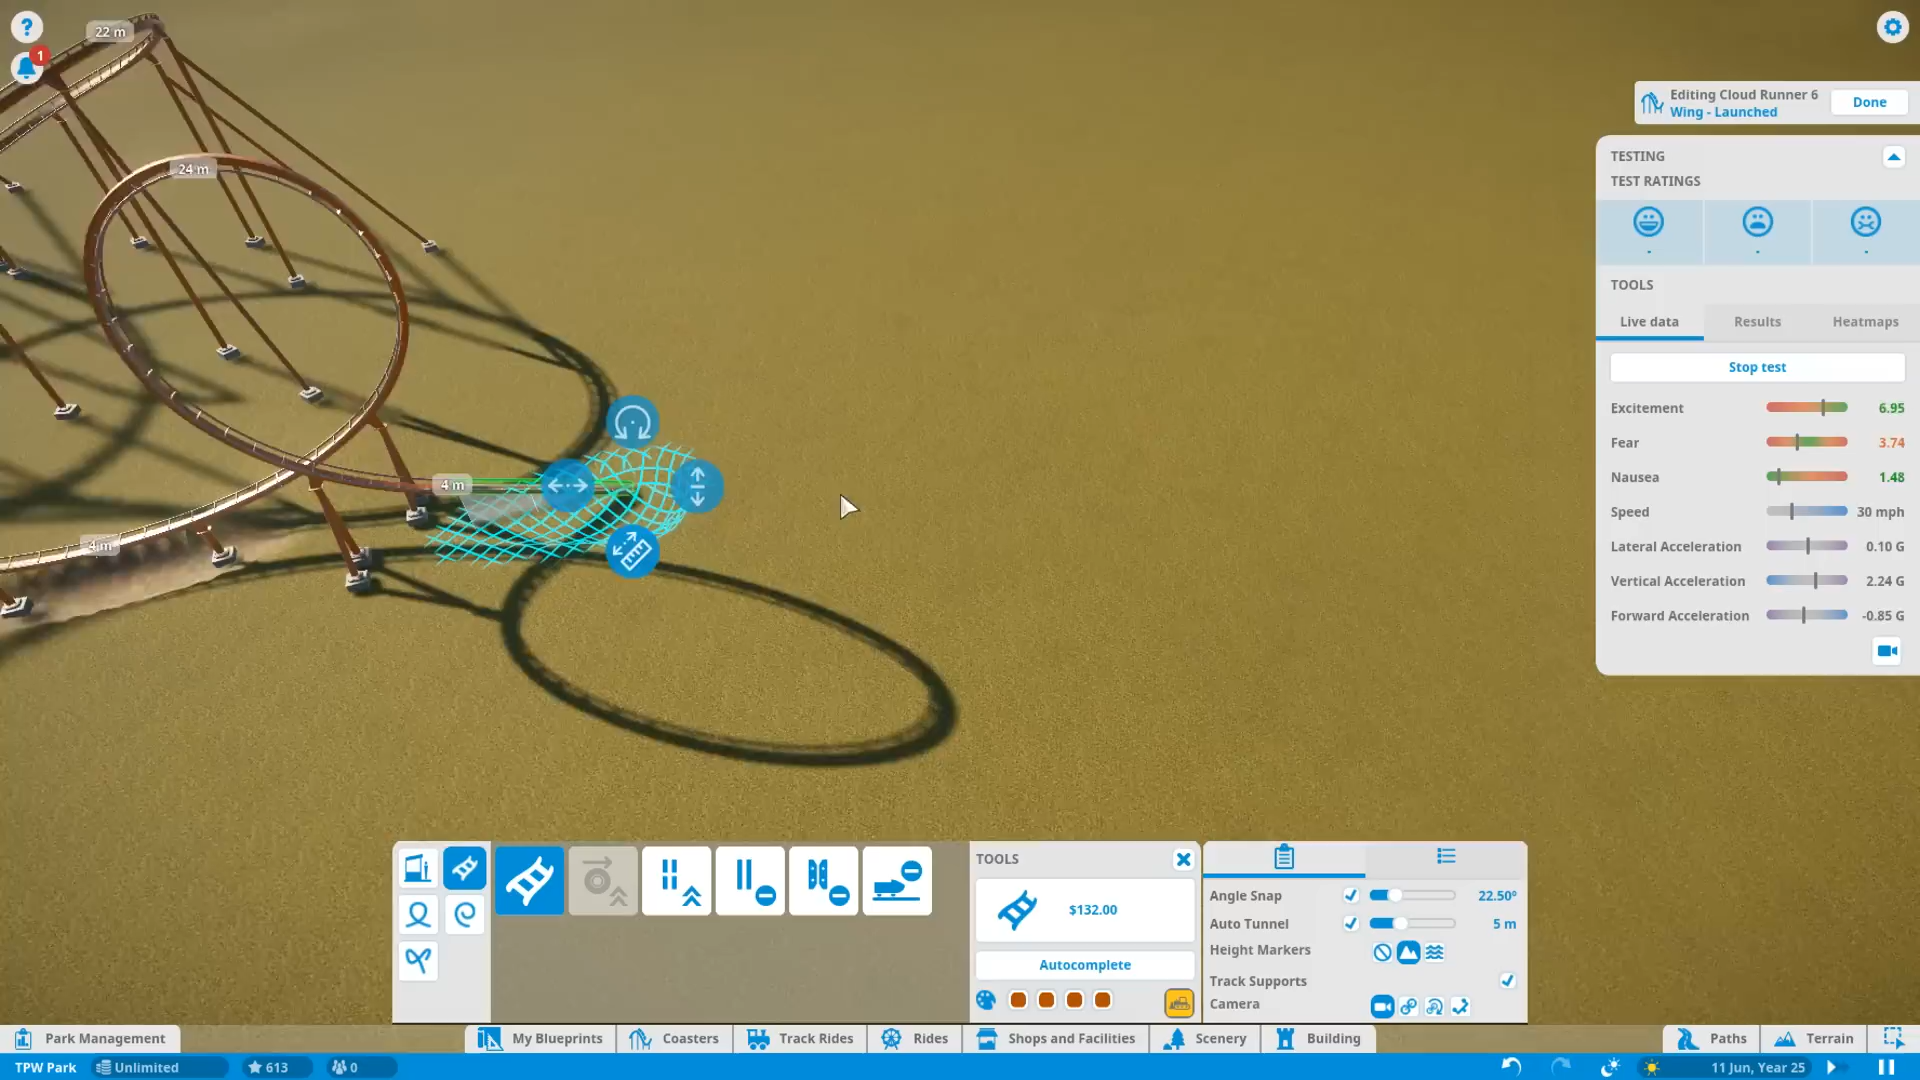 22 m
?
1
24 m
4 m
4 m
Editing Cloud Runner 6
Wing - Launched
Done
TESTING
TEST RATINGS
-
-
-
TOOLS
Live data
Results
Heatmaps
Stop test
Excitement 6.95
Fear 3.74
Nausea 1.48
Speed 30 mph
Lateral Acceleration 0.10 G
Vertical Acceleration 2.24 G
Forward Acceleration -0.85 G
TOOLS
$132.00
Autocomplete
Angle Snap 22.50°
Auto Tunnel 5 m
Height Markers
Track Supports
Camera
Park Management
My Blueprints
Coasters
Track Rides
Rides
Shops and Facilities
Scenery
Building
Paths
Terrain
TPW Park
Unlimited
613
0
11 Jun, Year 25